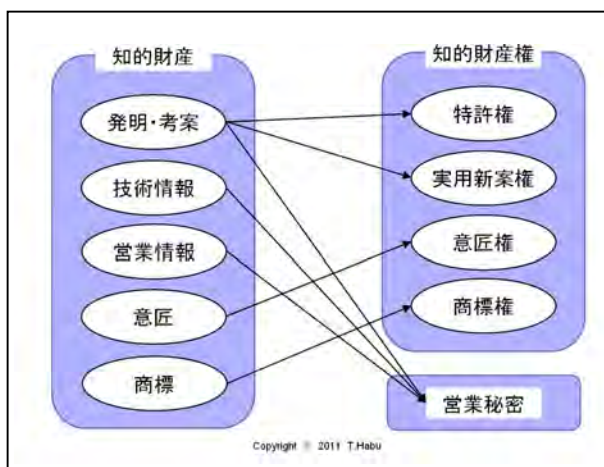 知的財産
発明・考案
技術情報
営業情報
意匠
商標
知的財産権
特許権
実用新案権
意匠権
商標権
営業秘密
Copyright © 2011 T.Habu